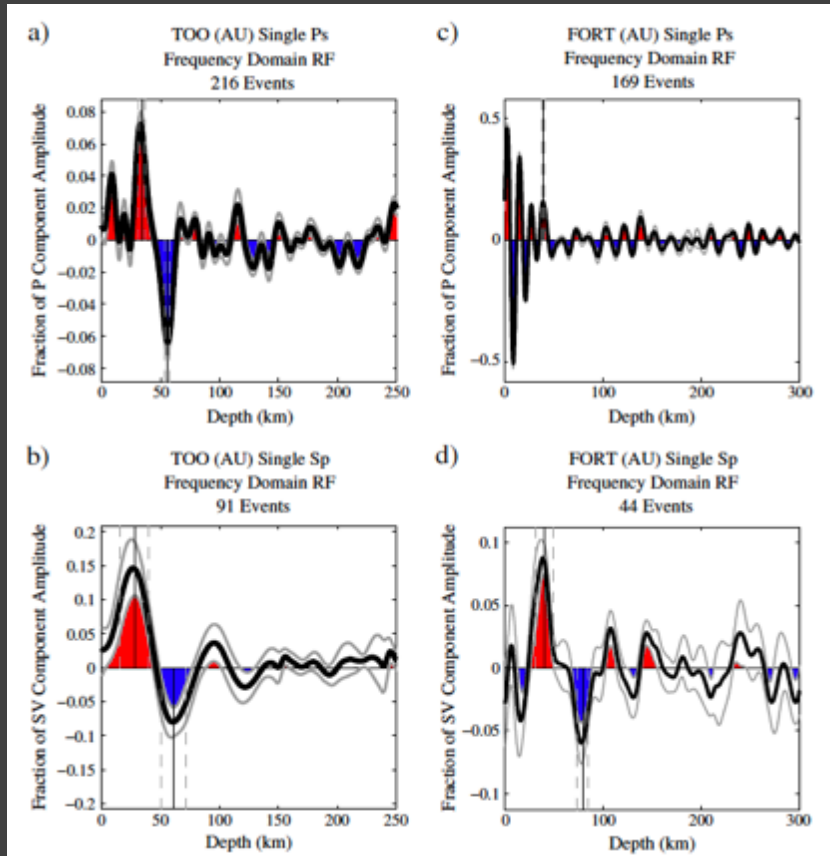 a)
TOO (AU) Single Ps
Frequency Domain RF
216 Events
Fraction of P Component Amplitude
0.08
0.06
0.04
0.02
0
−0.02
−0.04
−0.06
−0.08
0 50 100 150 200 250
Depth (km)
c)
FORT (AU) Single Ps
Frequency Domain RF
169 Events
Fraction of P Component Amplitude
0.5
0
−0.5
0 100 200 300
Depth (km)
b)
TOO (AU) Single Sp
Frequency Domain RF
91 Events
Fraction of SV Component Amplitude
0.2
0.15
0.1
0.05
0
−0.05
−0.1
−0.15
−0.2
0 50 100 150 200 250
Depth (km)
d)
FORT (AU) Single Sp
Frequency Domain RF
44 Events
Fraction of SV Component Amplitude
0.1
0.05
0
−0.05
−0.1
0 100 200 300
Depth (km)